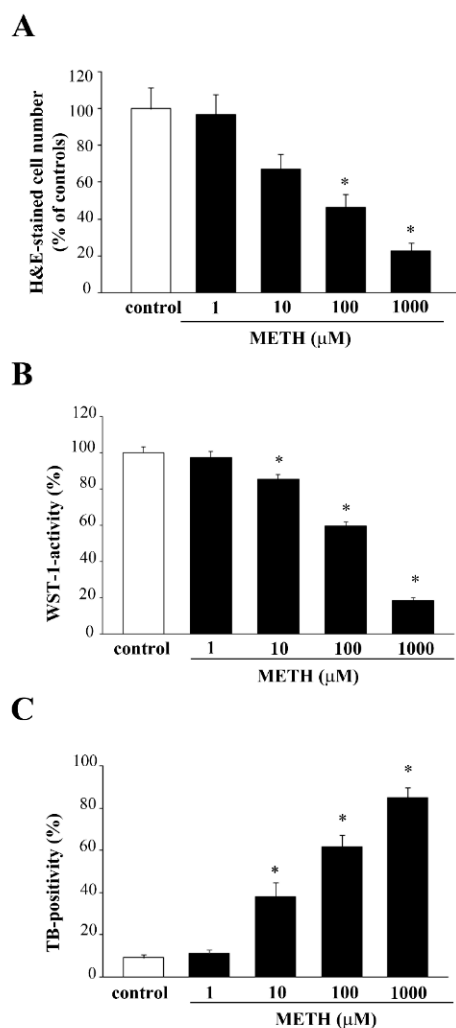 A
H&E-stained cell number
(% of controls)
120
100
80
60
40
20
0
*
*
control 1 10 100 1000
METH (μM)
B
WST-1-activity (%)
120
100
80
60
40
20
0
*
*
*
control 1 10 100 1000
METH (μM)
C
TB-positivity (%)
100
80
60
40
20
0
*
*
*
control 1 10 100 1000
METH (μM)